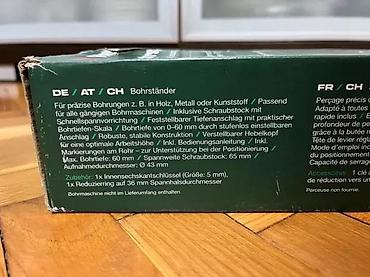 DE / AT / CH Bohrständer
Für präzise Bohrungen z. B. in Holz, Metall oder Kunststoff / Passend
für alle gängigen Bohrmaschinen / Inklusive Schraubstock mit
Schnellspannvorrichtung / Feststellbarer Tiefenanschlag mit praktischer
Bohrtiefen-Skala / Bohrtiefe von 0–60 mm durch stufenlos einstellbaren
Anschlag / Robuste, stabile Konstruktion / Verstellbarer Hebelkopf
für eine optimale Arbeitshöhe / Inkl. Bedienungsanleitung / Inkl.
Markierungen am Rohr – zur Unterstützung bei der Positionierung /
Max. Bohrtiefe: 60 mm / Spannweite Schraubstock: 65 mm /
Aufnahmedurchmesser: Ø 43 mm
Zubehör: 1x Innensechskantschlüssel (Größe: 5 mm),
1x Reduzierring auf 36 mm Spannhalsdurchmesser
Bohrmaschine nicht im Lieferumfang enthalten
FR / CH
Perçage précis d
Adapté à toutes
rapide inclus /
profondeur de p
grâce à la butée
Tête de levier régl
Mode d'emploi inc
du positionnement
Capacité de serrag
Accessoires: 1 clé à
de réduction vers un
Perceuse non fournie.